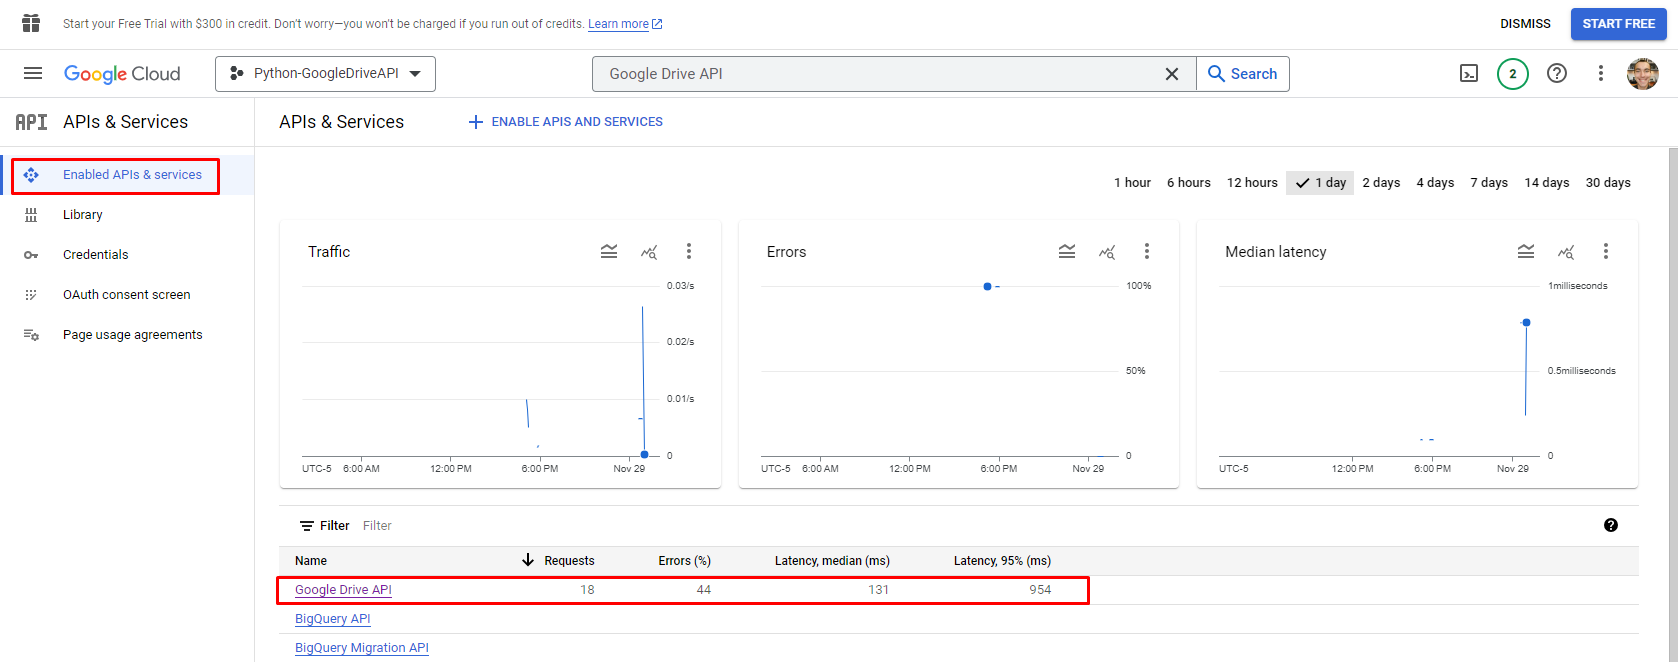 Start your Free Trial with $300 in credit. Don't worry—you won't be charged if you run out of credits. Learn more
DISMISS
START FREE
Google Cloud
Python-GoogleDriveAPI
Google Drive API
Search
2
API
APIs & Services
APIs & Services
ENABLE APIS AND SERVICES
Enabled APIs & services
Library
Credentials
OAuth consent screen
Page usage agreements
1 hour 6 hours 12 hours 1 day 2 days 4 days 7 days 14 days 30 days
Traffic
0.03/s
0.02/s
0.01/s
0
UTC-5 6:00 AM 12:00 PM 6:00 PM Nov 29
Errors
100%
50%
0
UTC-5 6:00 AM 12:00 PM 6:00 PM Nov 29
Median latency
1milliseconds
0.5milliseconds
0
UTC-5 12:00 PM 6:00 PM Nov 29
Filter Filter
Name Requests Errors (%) Latency, median (ms) Latency, 95% (ms)
Google Drive API 18 44 131 954
BigQuery API
BigQuery Migration API